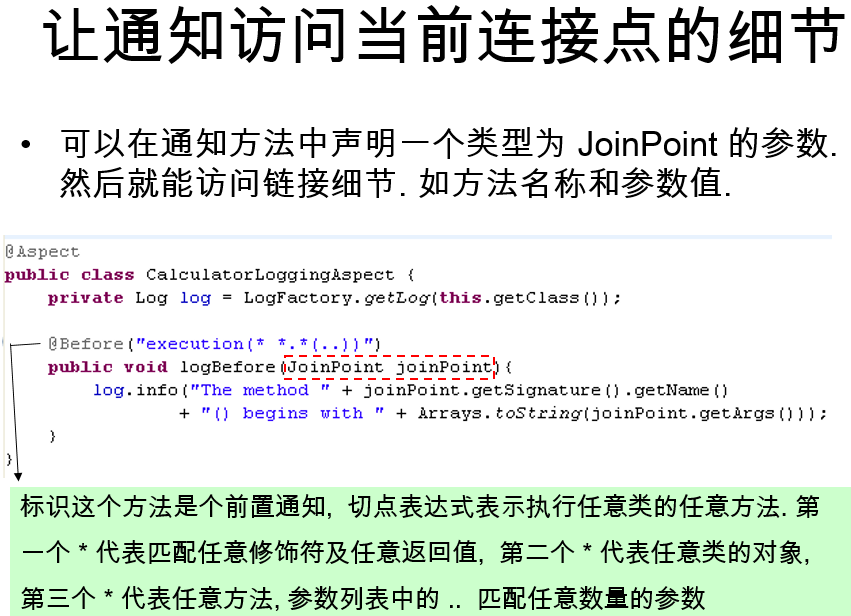 让通知访问当前连接点的细节
• 可以在通知方法中声明一个类型为 JoinPoint 的参数.
然后就能访问链接细节. 如方法名称和参数值.
@Aspect
public class CalculatorLoggingAspect {
    private Log log = LogFactory.getLog(this.getClass());
    @Before("execution(* *.*(..))")
    public void logBefore(JoinPoint joinPoint){
        log.info("The method " + joinPoint.getSignature().getName()
                + "() begins with " + Arrays.toString(joinPoint.getArgs()));
    }
}
标识这个方法是个前置通知, 切点表达式表示执行任意类的任意方法. 第
一个 * 代表匹配任意修饰符及任意返回值, 第二个 * 代表任意类的对象,
第三个 * 代表任意方法, 参数列表中的 .. 匹配任意数量的参数